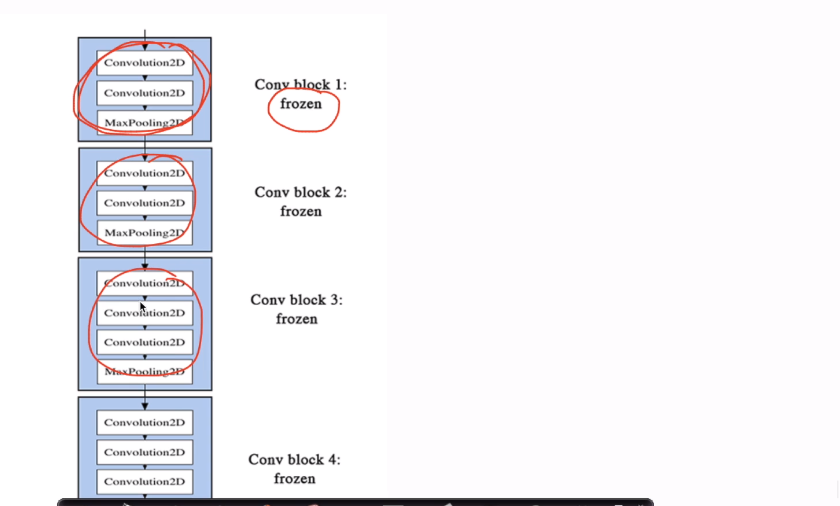 Convolution2D
Convolution2D
MaxPooling2D
Conv block 1:
frozen
Convolution2D
Convolution2D
MaxPooling2D
Conv block 2:
frozen
Convolution2D
Convolution2D
Convolution2D
MaxPooling2D
Conv block 3:
frozen
Convolution2D
Convolution2D
Convolution2D
Conv block 4:
frozen